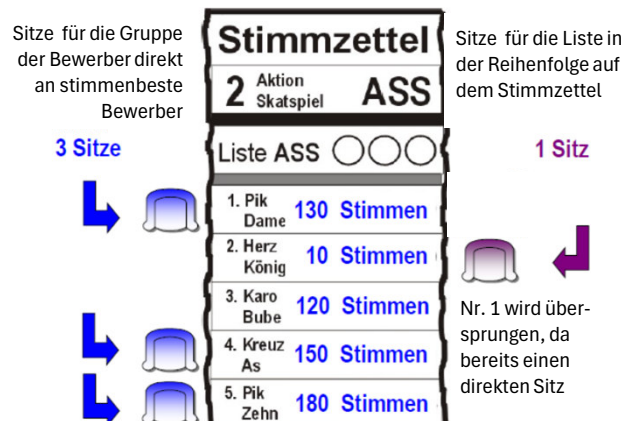 Sitze für die Gruppe
der Bewerber direkt
an stimmenbeste
Bewerber
3 Sitze
Stimmzettel
2 Aktion Skatspiel ASS
Liste ASS
1. Pik Dame 130 Stimmen
2. Herz König 10 Stimmen
3. Karo Bube 120 Stimmen
4. Kreuz As 150 Stimmen
5. Pik Zehn 180 Stimmen
Sitze für die Liste in
der Reihenfolge auf
dem Stimmzettel
1 Sitz
Nr. 1 wird über-
sprungen, da
bereits einen
direkten Sitz